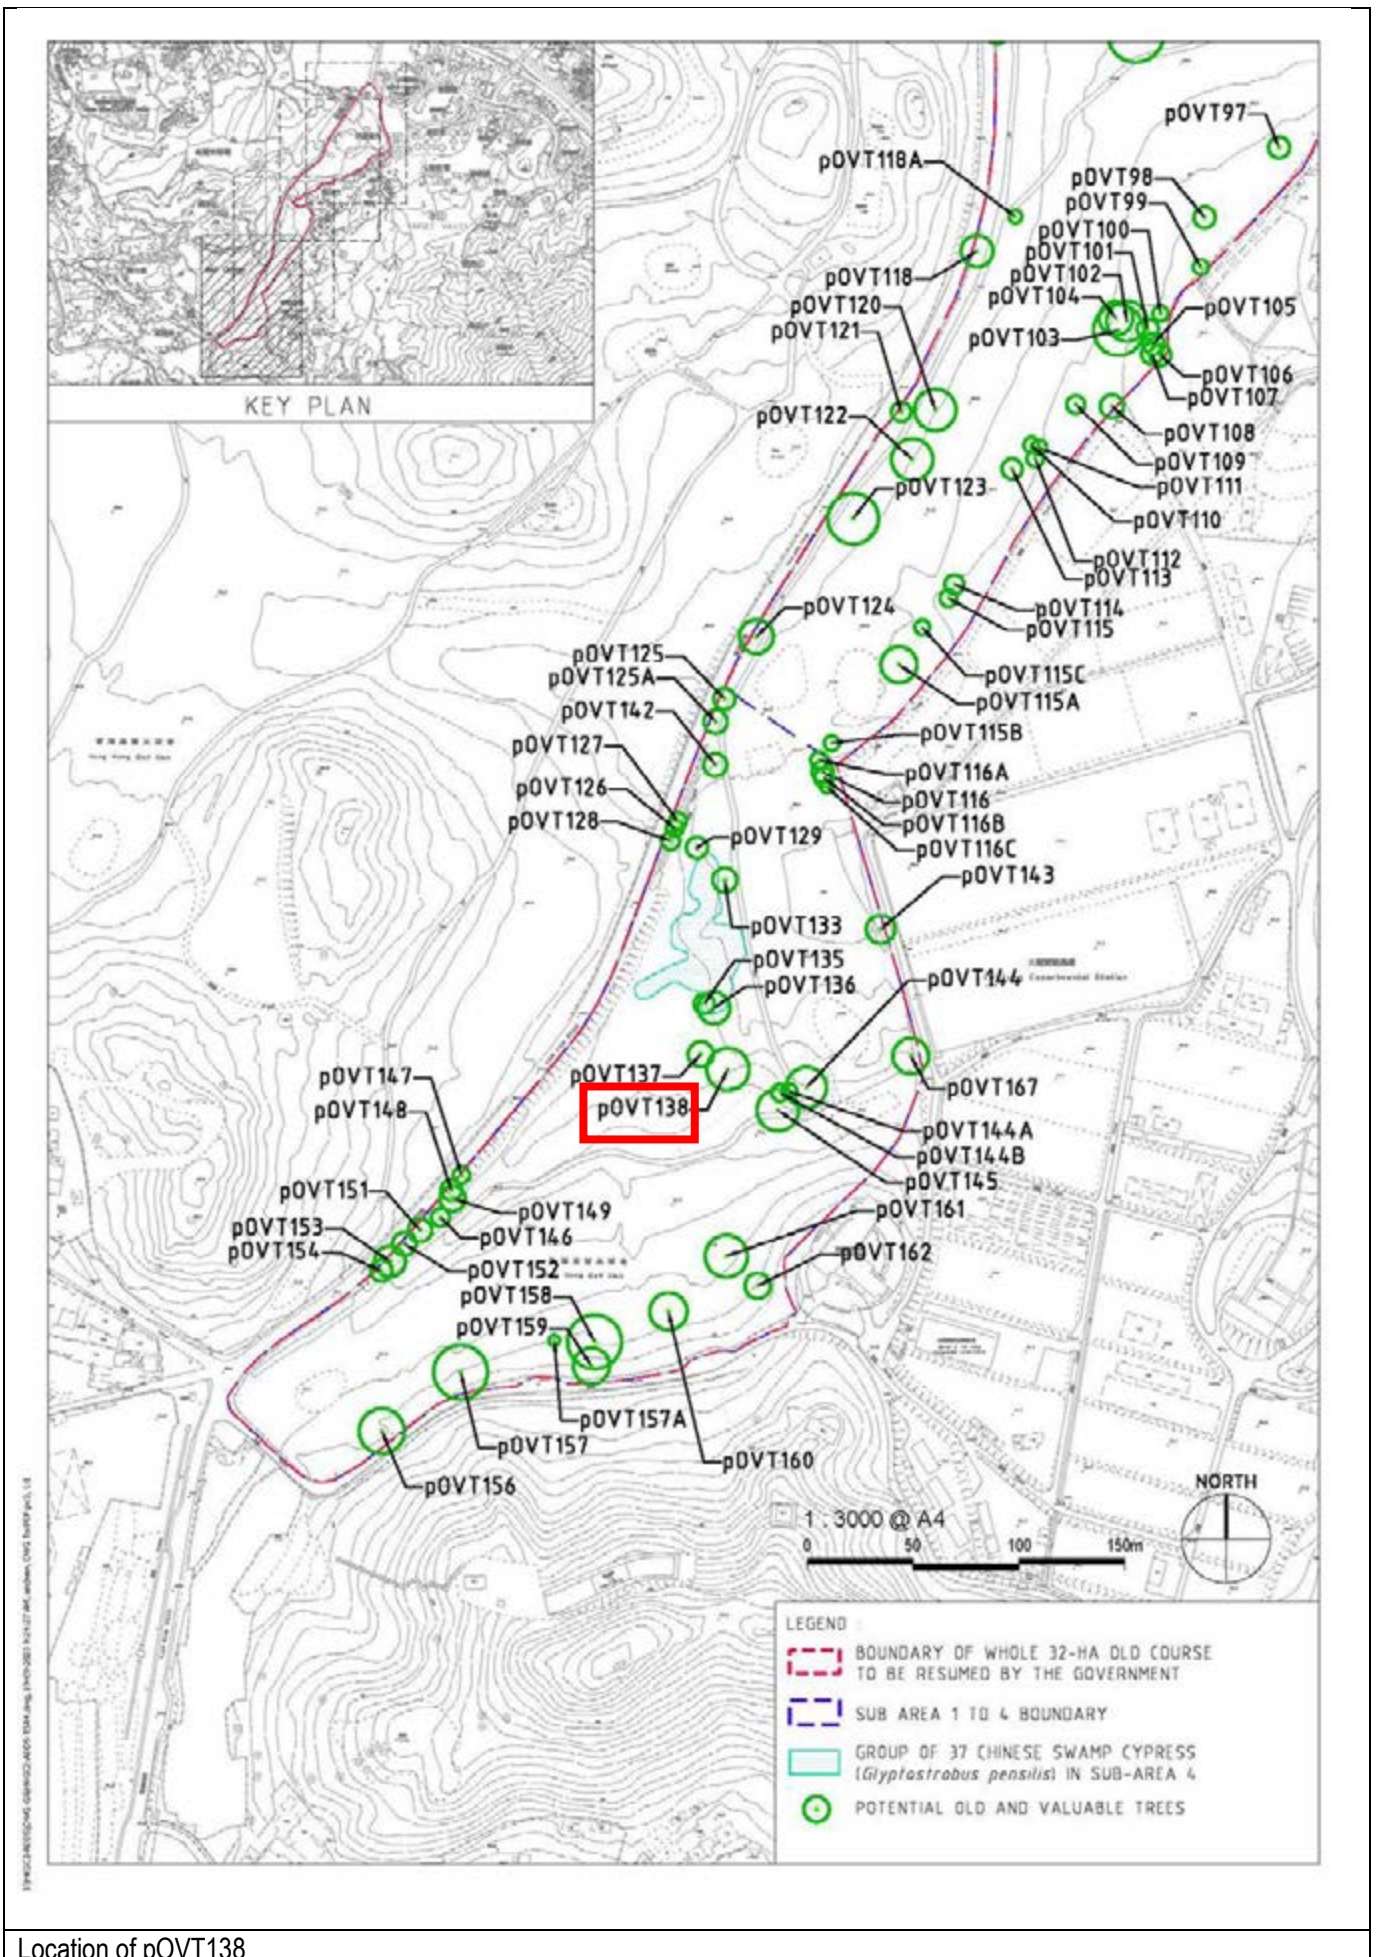 KEY PLAN
pOVT97
pOVT118A
pOVT98
pOVT99
pOVT100
pOVT101
pOVT102
pOVT104
pOVT105
pOVT103
pOVT118
pOVT120
pOVT121
pOVT106
pOVT107
pOVT122
pOVT108
pOVT109
pOVT111
pOVT123
pOVT110
pOVT112
pOVT113
pOVT124
pOVT114
pOVT115
pOVT125
pOVT125A
pOVT115C
pOVT115A
pOVT142
pOVT127
pOVT115B
pOVT126
pOVT116A
pOVT116
pOVT128
pOVT116B
pOVT129
pOVT116C
pOVT143
pOVT133
pOVT135
pOVT136
pOVT144
Experimental Station
pOVT137
pOVT147
pOVT138
pOVT167
pOVT148
pOVT144A
pOVT144B
pOVT145
pOVT151
pOVT149
pOVT161
pOVT153
pOVT146
pOVT154
pOVT162
pOVT152
pOVT158
pOVT159
pOVT157A
pOVT157
pOVT160
pOVT156
NORTH
1 : 3000 @ A4
0 50 100 150m
LEGEND :
BOUNDARY OF WHOLE 32-HA OLD COURSE
TO BE RESUMED BY THE GOVERNMENT
SUB AREA 1 TO 4 BOUNDARY
GROUP OF 37 CHINESE SWAMP CYPRESS
(Glyptostrobus pensilis) IN SUB-AREA 4
POTENTIAL OLD AND VALUABLE TREES
Location of pOVT138